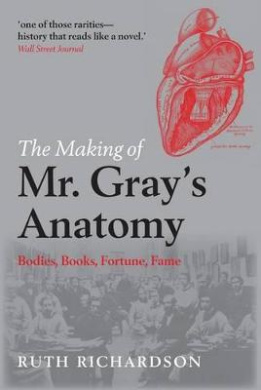 'one of those rarities—
history that reads like a novel.'
Wall Street Journal
The Making of
Mr. Gray's
Anatomy
Bodies, Books, Fortune, Fame
RUTH RICHARDSON